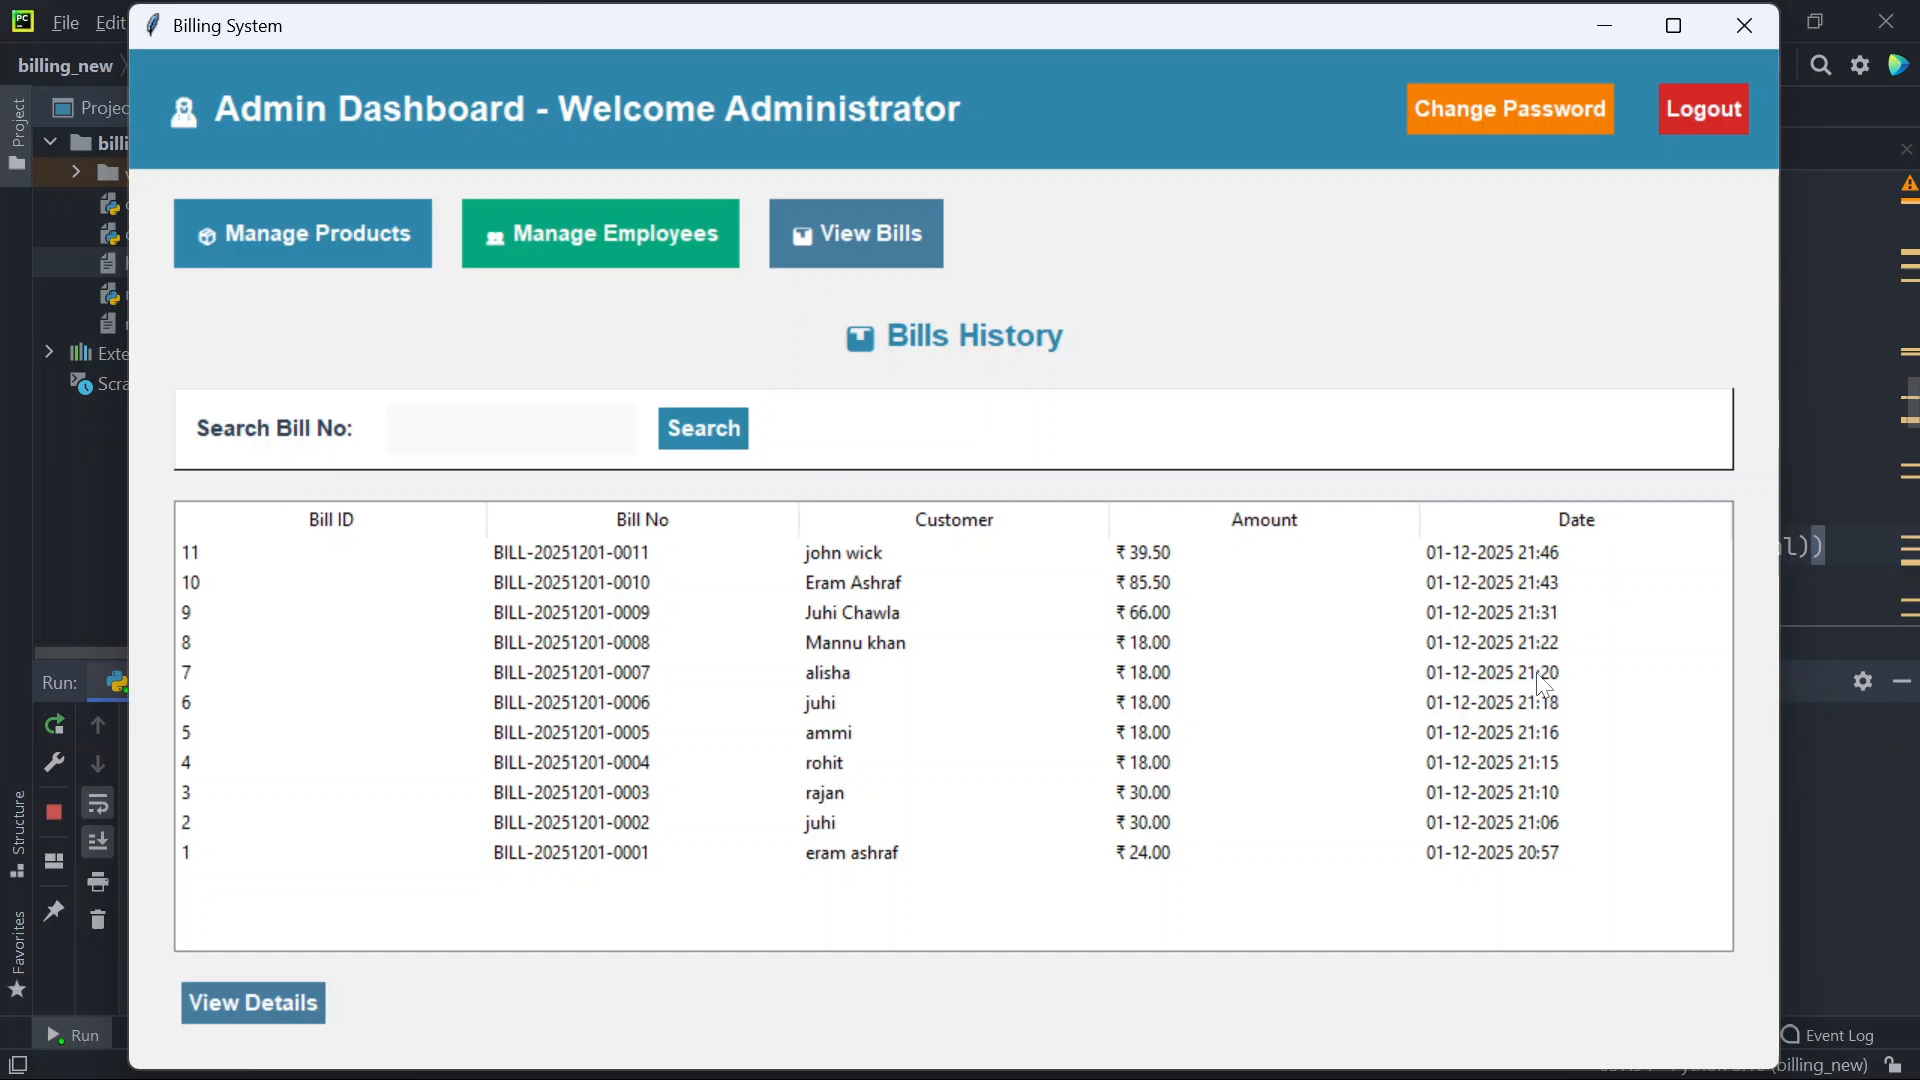 File Edit
Billing System
billing_new
Admin Dashboard - Welcome Administrator
Change Password
Logout
Project
Manage Products
Manage Employees
View Bills
Bills History
Search Bill No:
Search
Bill ID Bill No Customer Amount Date
11 BILL-20251201-0011 john wick ₹ 39.50 01-12-2025 21:46
10 BILL-20251201-0010 Eram Ashraf ₹ 85.50 01-12-2025 21:43
9 BILL-20251201-0009 Juhi Chawla ₹ 66.00 01-12-2025 21:31
8 BILL-20251201-0008 Mannu khan ₹ 18.00 01-12-2025 21:22
7 BILL-20251201-0007 alisha ₹ 18.00 01-12-2025 21:20
6 BILL-20251201-0006 juhi ₹ 18.00 01-12-2025 21:18
5 BILL-20251201-0005 ammi ₹ 18.00 01-12-2025 21:16
4 BILL-20251201-0004 rohit ₹ 18.00 01-12-2025 21:15
3 BILL-20251201-0003 rajan ₹ 30.00 01-12-2025 21:10
2 BILL-20251201-0002 juhi ₹ 30.00 01-12-2025 21:06
1 BILL-20251201-0001 eram ashraf ₹ 24.00 01-12-2025 20:57
View Details
Run:
Structure
Favorites
Run
Event Log
(billing_new)